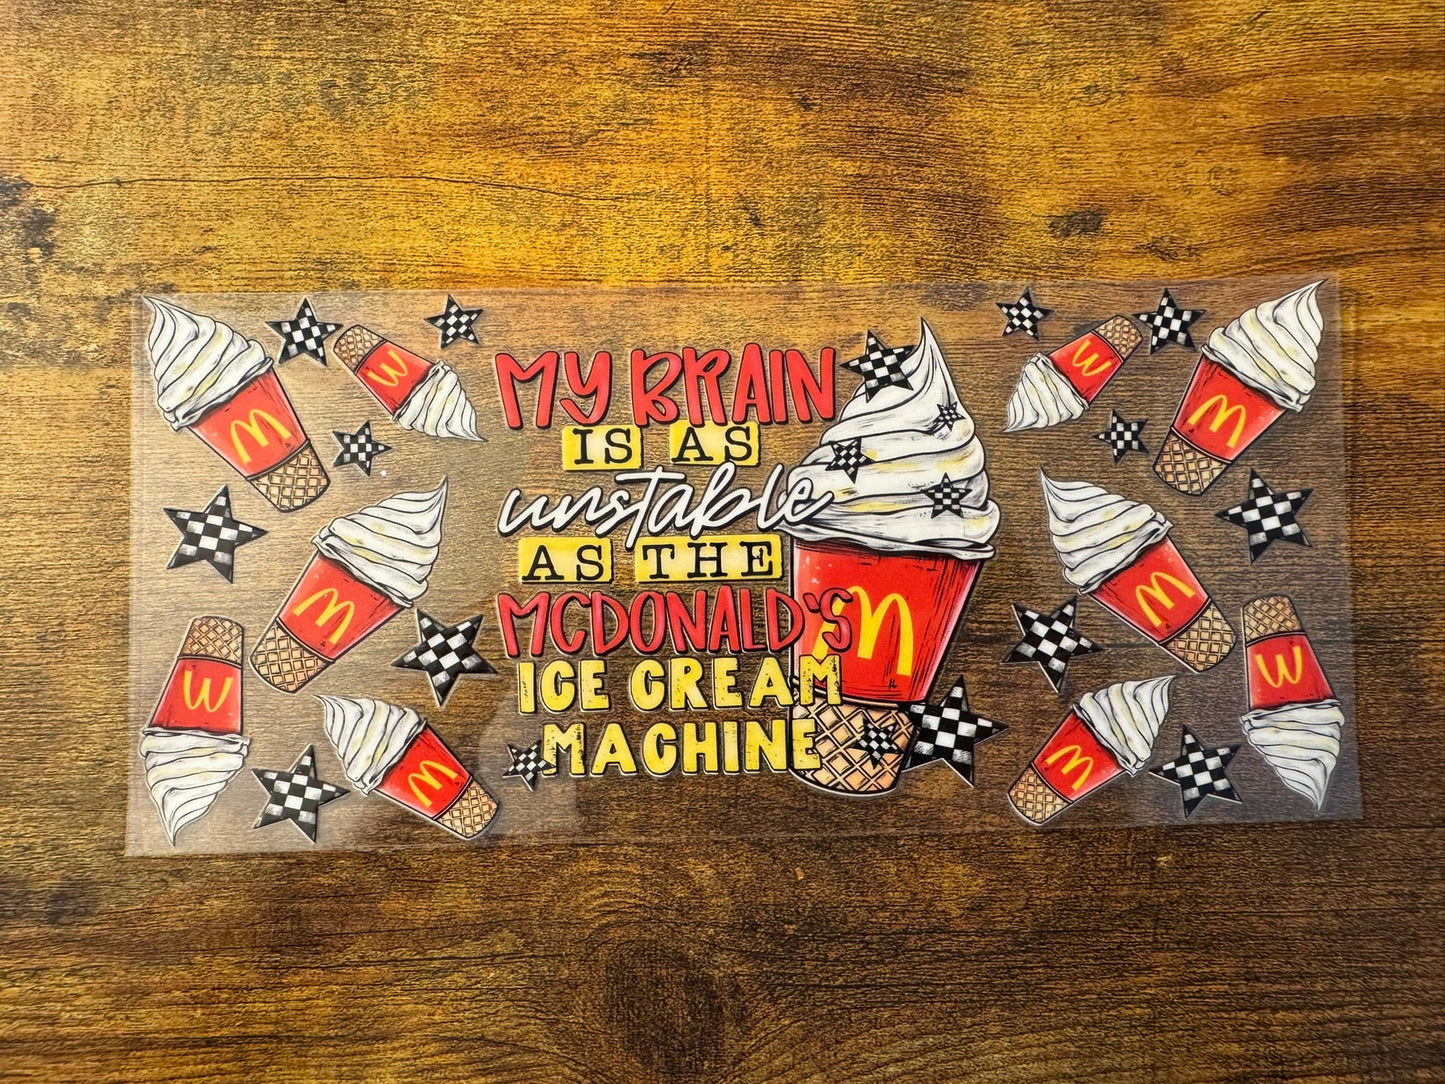 MY BRAIN
IS AS
unstable
AS THE
MCDONALD'S
ICE CREAM
MACHINE